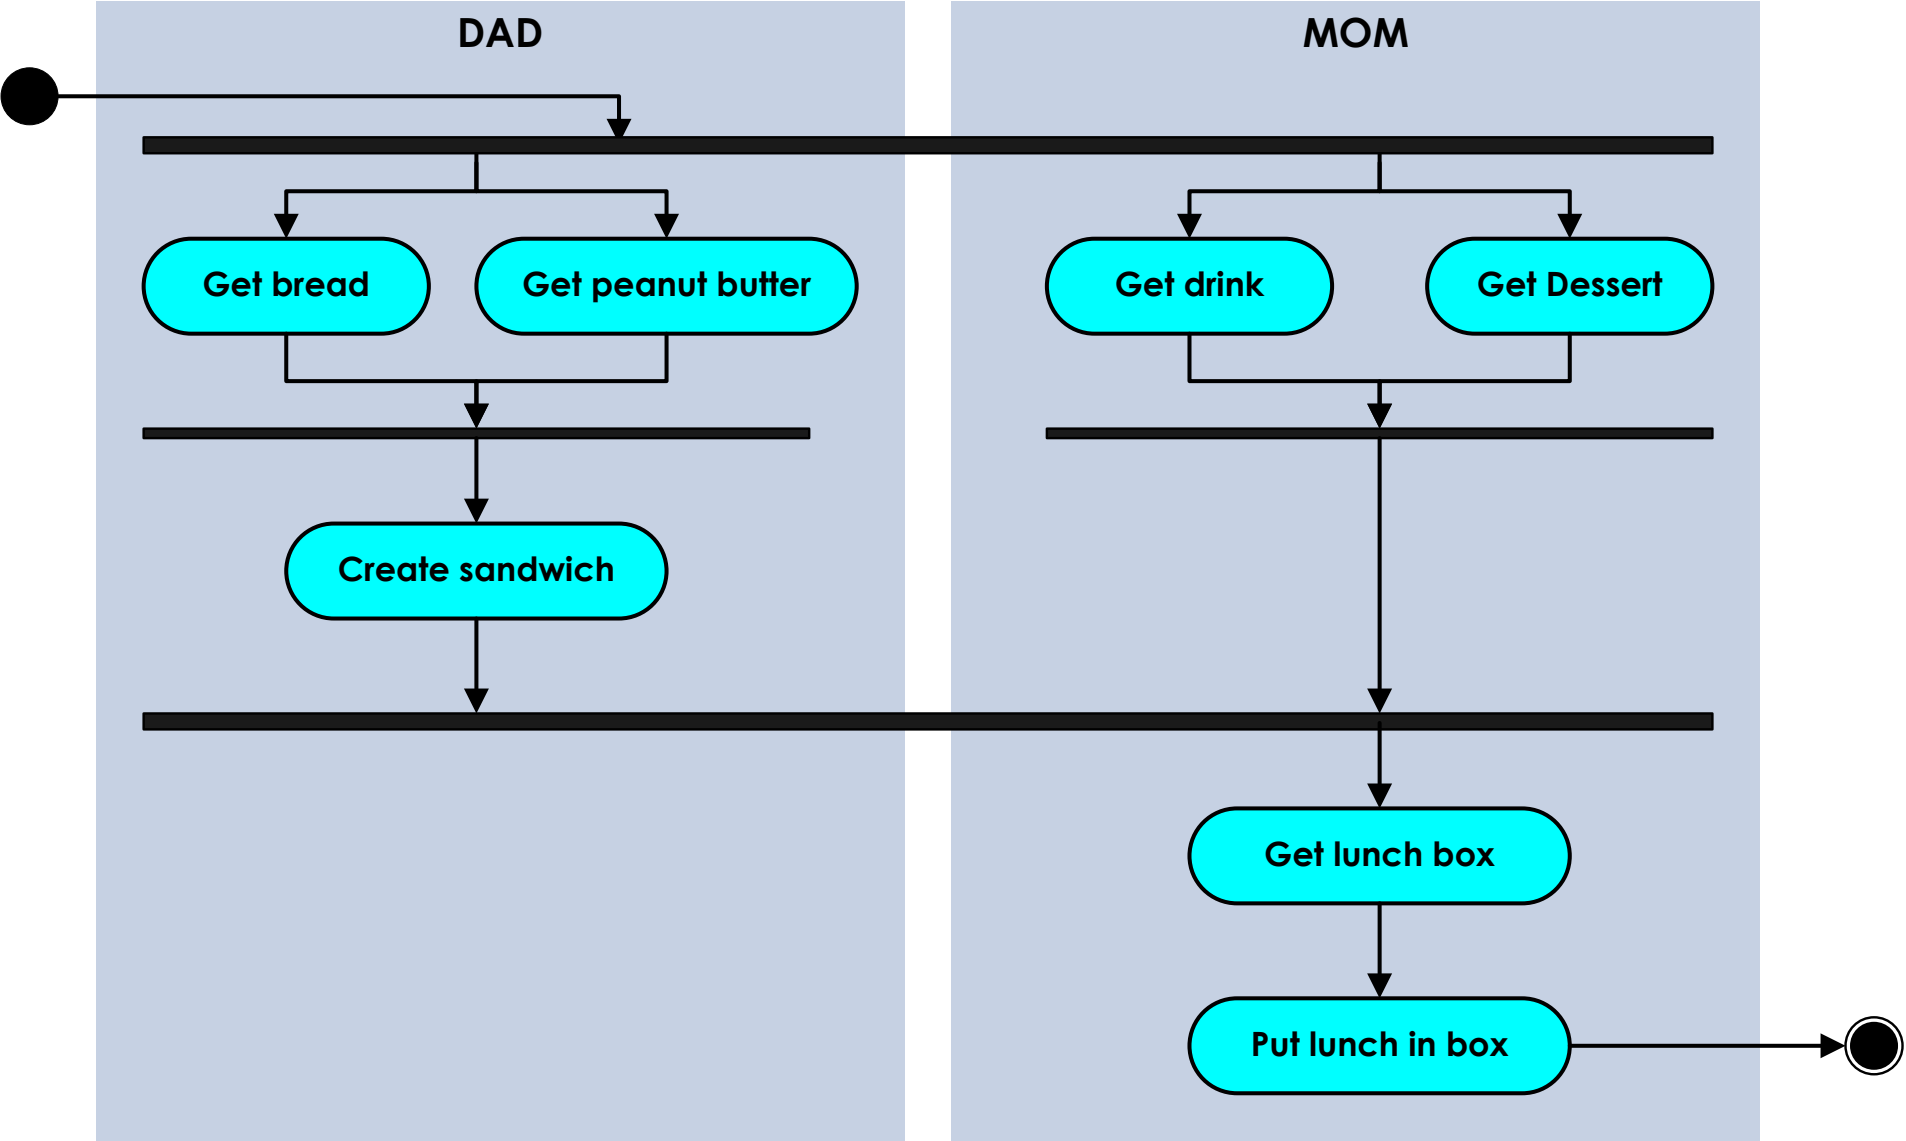 DAD
MOM
Get bread
Get peanut butter
Get drink
Get Dessert
Create sandwich
Get lunch box
Put lunch in box